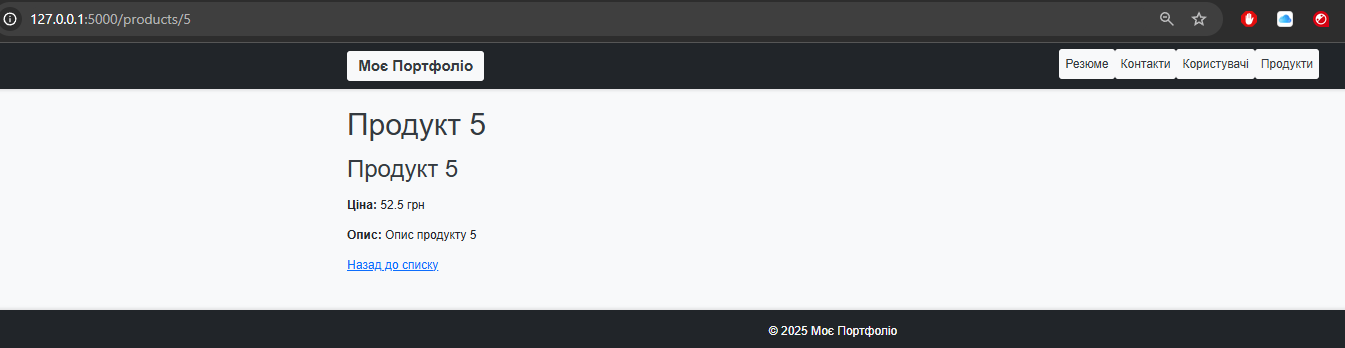 127.0.0.1:5000/products/5
Моє Портфоліо
Резюме Контакти Користувачі Продукти
Продукт 5
Продукт 5
Ціна: 52.5 грн
Опис: Опис продукту 5
Назад до списку
© 2025 Моє Портфоліо